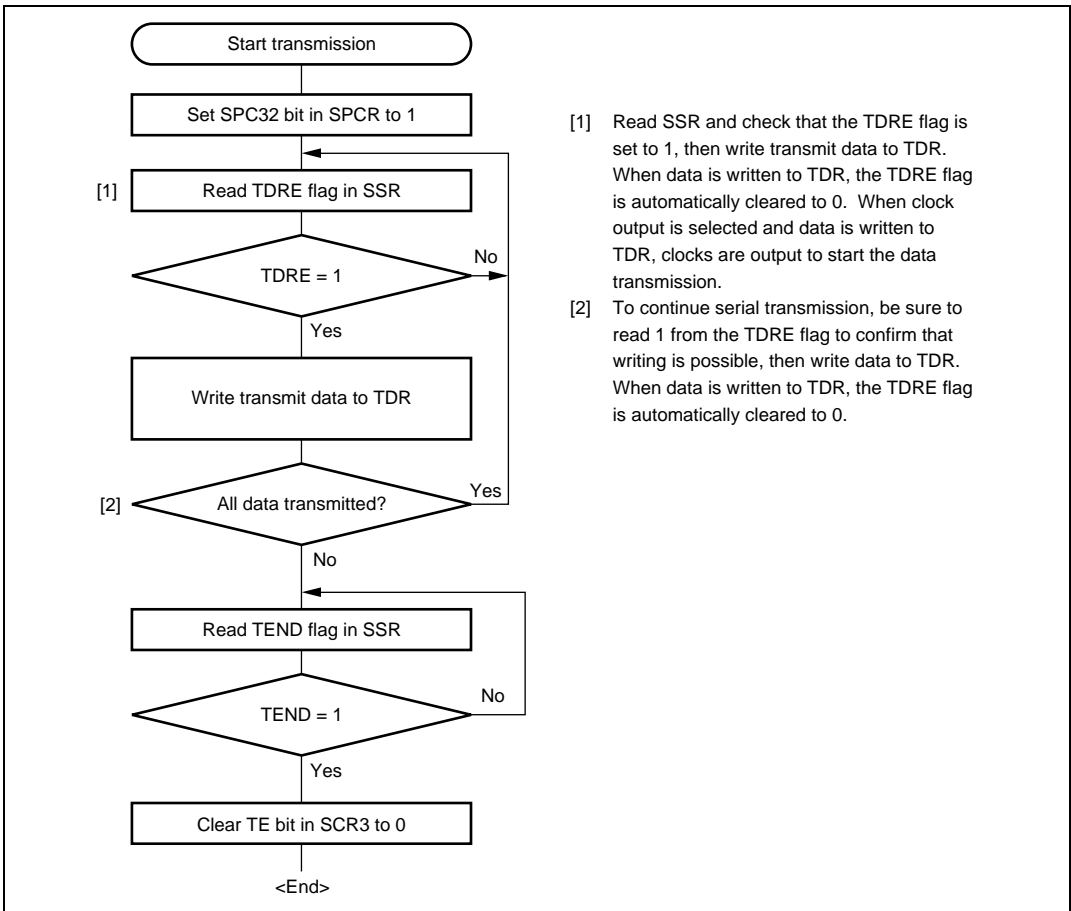 Start transmission
Set SPC32 bit in SPCR to 1
[1]
Read TDRE flag in SSR
No
TDRE = 1
Yes
Write transmit data to TDR
[2]
All data transmitted?
Yes
No
Read TEND flag in SSR
No
TEND = 1
Yes
Clear TE bit in SCR3 to 0
<End>
[1] Read SSR and check that the TDRE flag is
set to 1, then write transmit data to TDR.
When data is written to TDR, the TDRE flag
is automatically cleared to 0. When clock
output is selected and data is written to
TDR, clocks are output to start the data
transmission.
[2] To continue serial transmission, be sure to
read 1 from the TDRE flag to confirm that
writing is possible, then write data to TDR.
When data is written to TDR, the TDRE flag
is automatically cleared to 0.